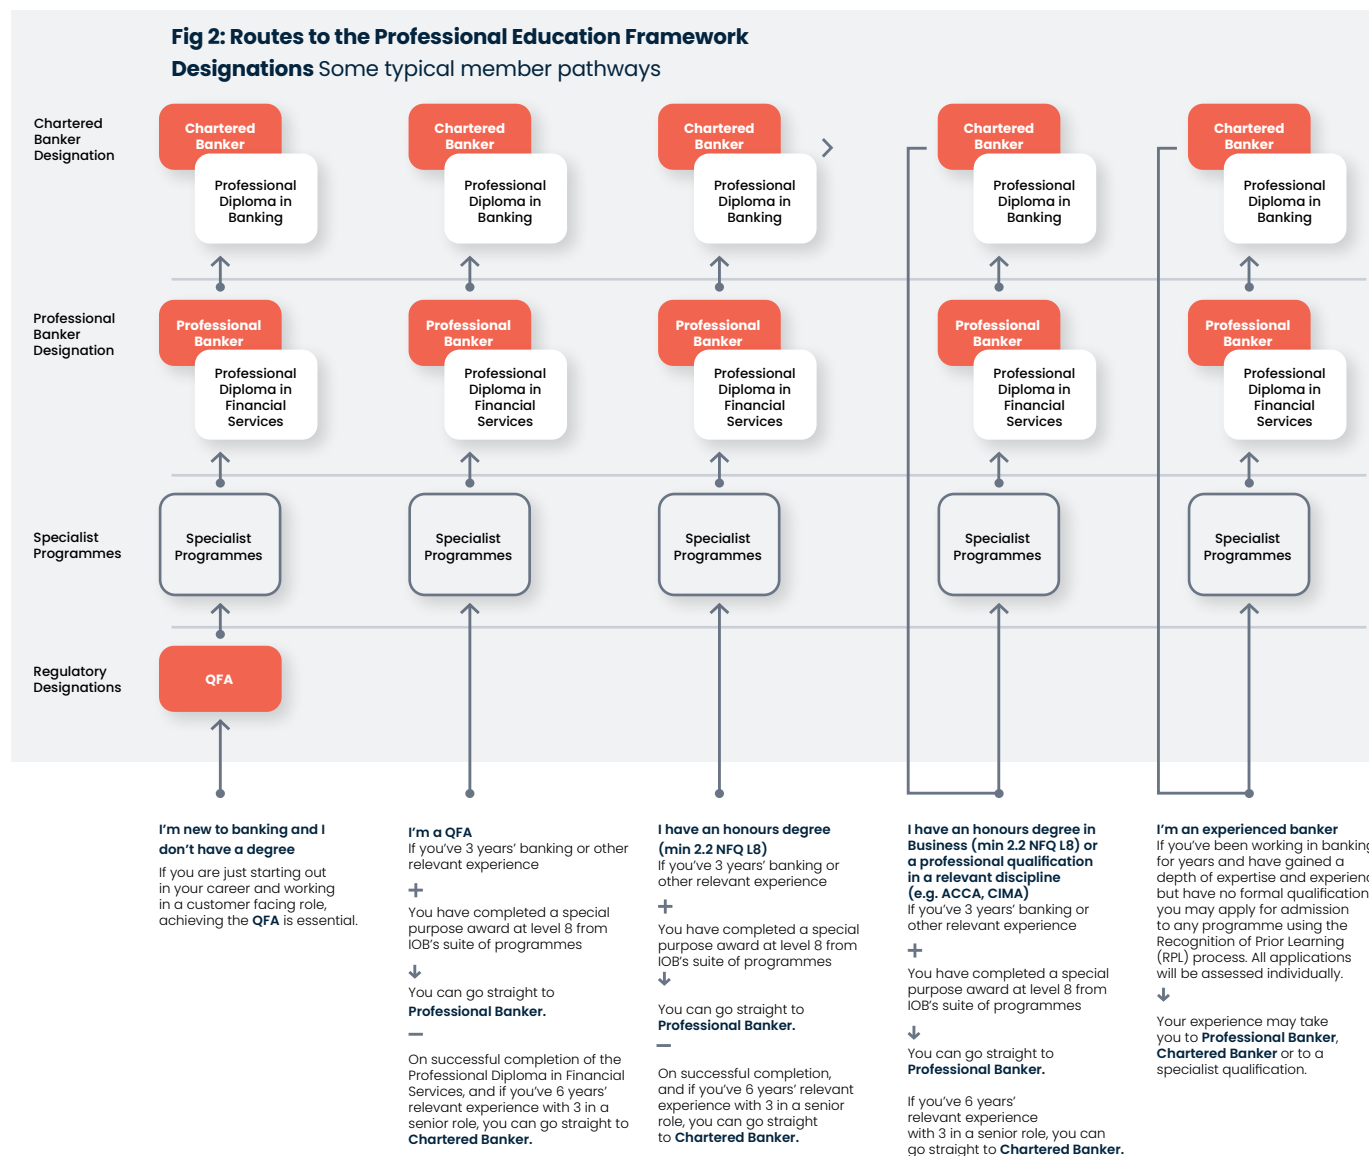 Fig 2: Routes to the Professional Education Framework
Designations Some typical member pathways
Chartered
Banker
Designation
Chartered
Banker
Professional
Diploma in
Banking
Chartered
Banker
Professional
Diploma in
Banking
Chartered
Banker
Professional
Diploma in
Banking
Chartered
Banker
Professional
Diploma in
Banking
Chartered
Banker
Professional
Diploma in
Banking
Professional
Banker
Designation
Professional
Banker
Professional
Diploma in
Financial
Services
Professional
Banker
Professional
Diploma in
Financial
Services
Professional
Banker
Professional
Diploma in
Financial
Services
Professional
Banker
Professional
Diploma in
Financial
Services
Professional
Banker
Professional
Diploma in
Financial
Services
Specialist
Programmes
Specialist
Programmes
Specialist
Programmes
Specialist
Programmes
Specialist
Programmes
Specialist
Programmes
Regulatory
Designations
QFA
I'm new to banking and I
don't have a degree
If you are just starting out
in your career and working
in a customer facing role,
achieving the QFA is essential.
I'm a QFA
If you've 3 years' banking or other
relevant experience
+
You have completed a special
purpose award at level 8 from
IOB's suite of programmes
You can go straight to
Professional Banker.
On successful completion of the
Professional Diploma in Financial
Services, and if you've 6 years'
relevant experience with 3 in a
senior role, you can go straight to
Chartered Banker.
I have an honours degree
(min 2.2 NFQ L8)
If you've 3 years' banking or
other relevant experience
+
You have completed a special
purpose award at level 8 from
IOB's suite of programmes
You can go straight to
Professional Banker.
On successful completion,
and if you've 6 years' relevant
experience with 3 in a senior
role, you can go straight
to Chartered Banker.
I have an honours degree in
Business (min 2.2 NFQ L8) or
a professional qualification
in a relevant discipline
(e.g. ACCA, CIMA)
If you've 3 years' banking or
other relevant experience
+
You have completed a special
purpose award at level 8 from
IOB's suite of programmes
You can go straight to
Professional Banker.
If you've 6 years'
relevant experience
with 3 in a senior role, you can
go straight to Chartered Banker.
I'm an experienced banker
If you've been working in banking
for years and have gained a
depth of expertise and experienc
but have no formal qualification
you may apply for admission
to any programme using the
Recognition of Prior Learning
(RPL) process. All applications
will be assessed individually.
Your experience may take
you to Professional Banker,
Chartered Banker or to a
specialist qualification.